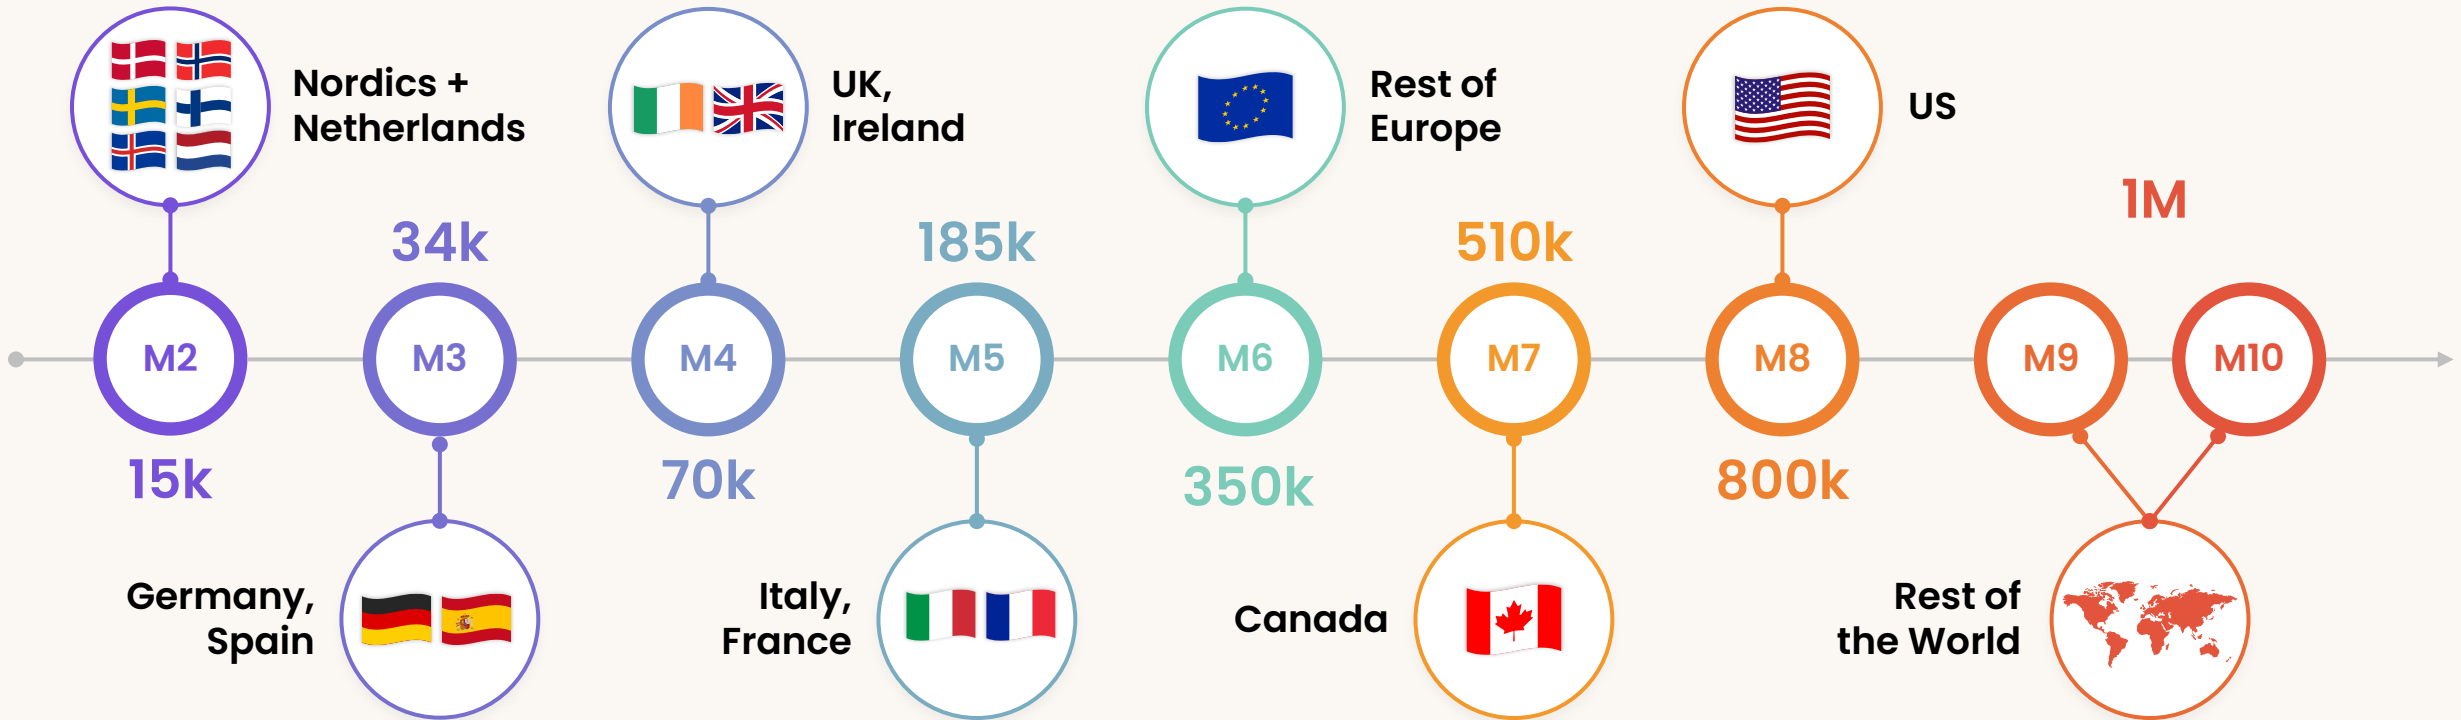 Nordics +
Netherlands
UK,
Ireland
Rest of
Europe
US
34k
185k
510k
1M
M2
M3
M4
M5
M6
M7
M8
M9
M10
15k
70k
350k
800k
Germany,
Spain
Italy,
France
Canada
Rest of
the World